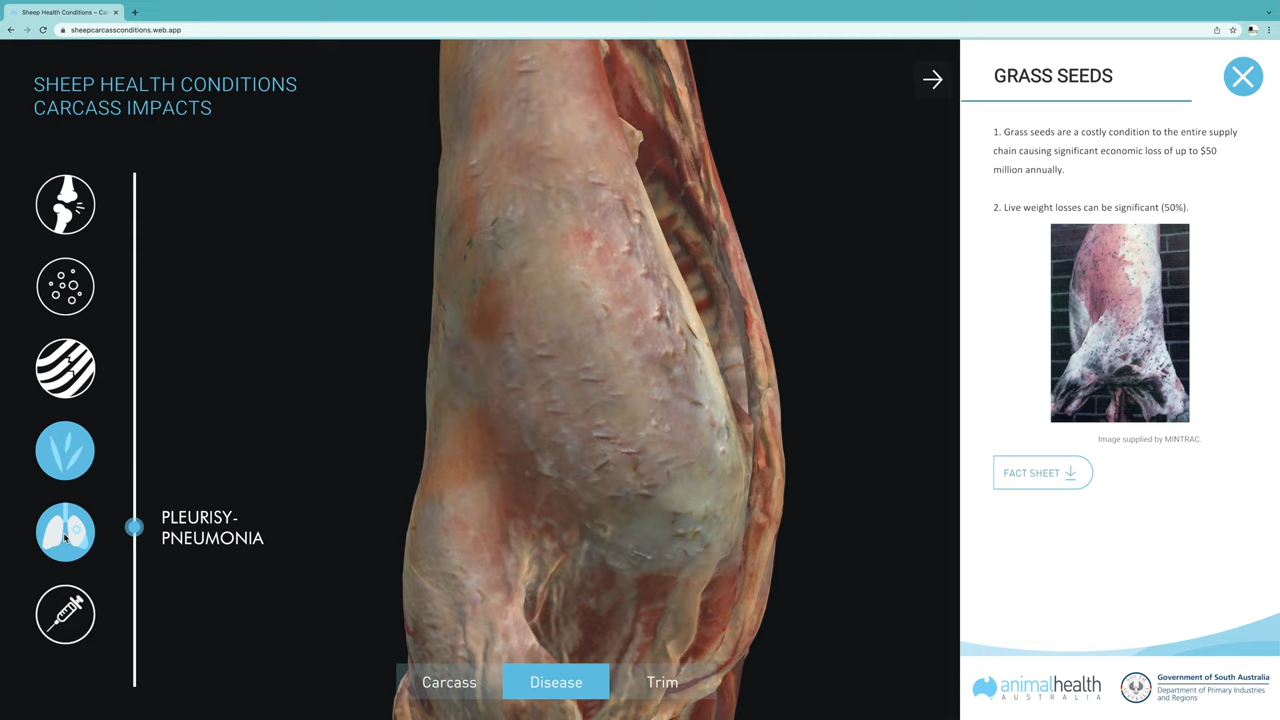 Sheep Health Conditions – Car
sheepcarcassconditions.web.app
SHEEP HEALTH CONDITIONS
CARCASS IMPACTS
PLEURISY-
PNEUMONIA
Carcass
Disease
Trim
GRASS SEEDS
1. Grass seeds are a costly condition to the entire supply
chain causing significant economic loss of up to $50
million annually.
2. Live weight losses can be significant (50%).
Image supplied by MINTRAC.
FACT SHEET
animalhealth
AUSTRALIA
Government of South Australia
Department of Primary Industries
and Regions